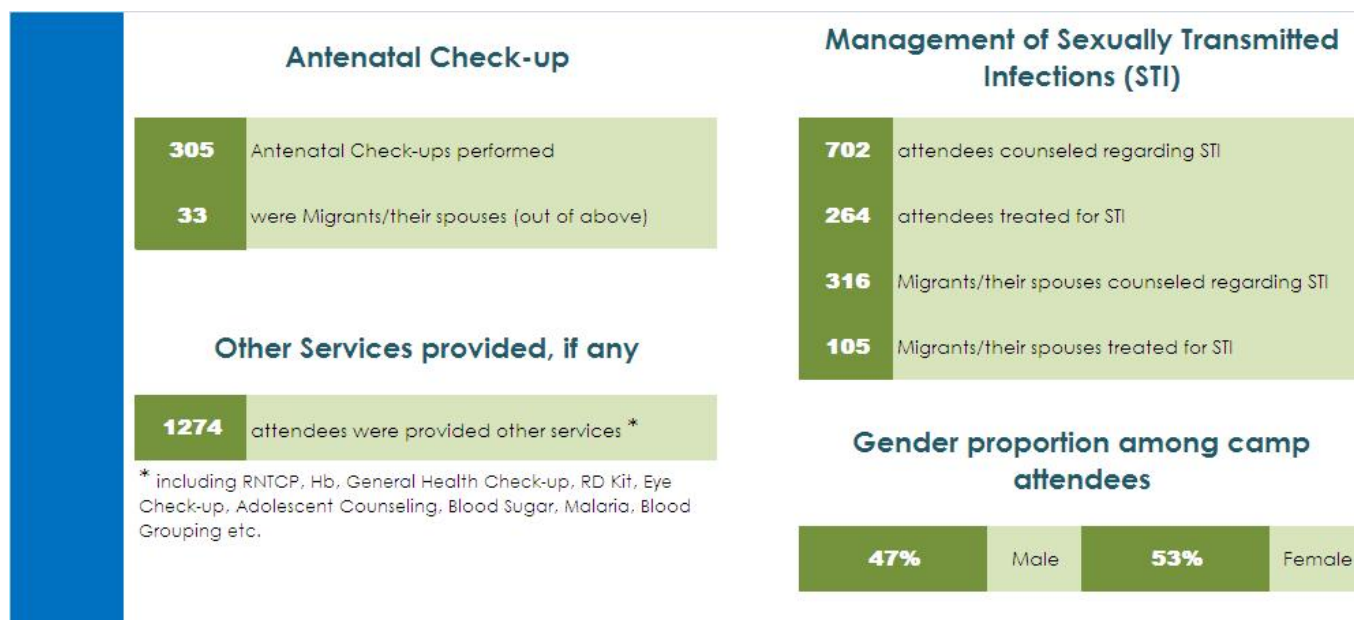 Antenatal Check-up
305 Antenatal Check-ups performed
33 were Migrants/their spouses (out of above)
Other Services provided, if any
1274 attendees were provided other services *
* including RNTCP, Hb, General Health Check-up, RD Kit, Eye
Check-up, Adolescent Counseling, Blood Sugar, Malaria, Blood
Grouping etc.
Management of Sexually Transmitted
Infections (STI)
702 attendees counseled regarding STI
264 attendees treated for STI
316 Migrants/their spouses counseled regarding STI
105 Migrants/their spouses treated for STI
Gender proportion among camp
attendees
47% Male 53% Female